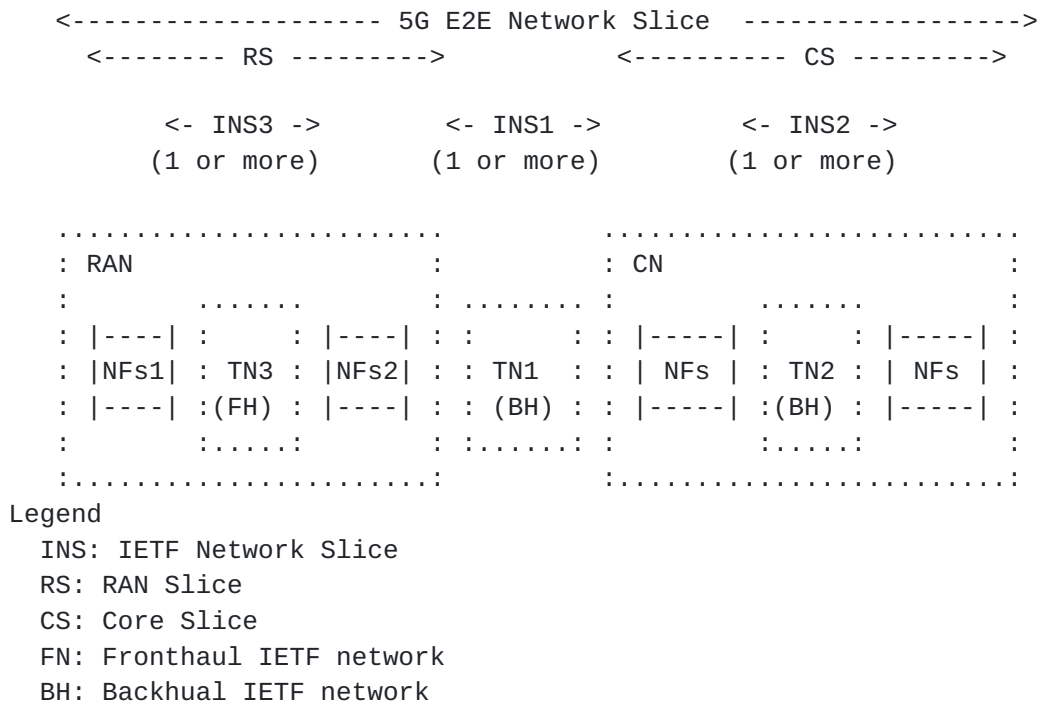 <-------------------- 5G E2E Network Slice  ------------------>
<-------- RS --------->            <---------- CS --------->
<- INS3 ->        <- INS1 ->         <- INS2 ->
(1 or more)       (1 or more)        (1 or more)
.........................          ...........................
: RAN                   :          : CN                      :
:        .......        : ........ :         .......         :
: |----| :     : |----| : :      : : |-----| :     : |-----| :
: |NFs1| : TN3 : |NFs2| : : TN1  : : | NFs | : TN2 : | NFs | :
: |----| :(FH) : |----| : : (BH) : : |-----| :(BH) : |-----| :
:        :.....:        : :......: :         :.....:         :
:.......................:          :.........................:
Legend
INS: IETF Network Slice
RS: RAN Slice
CS: Core Slice
FN: Fronthaul IETF network
BH: Backhual IETF network